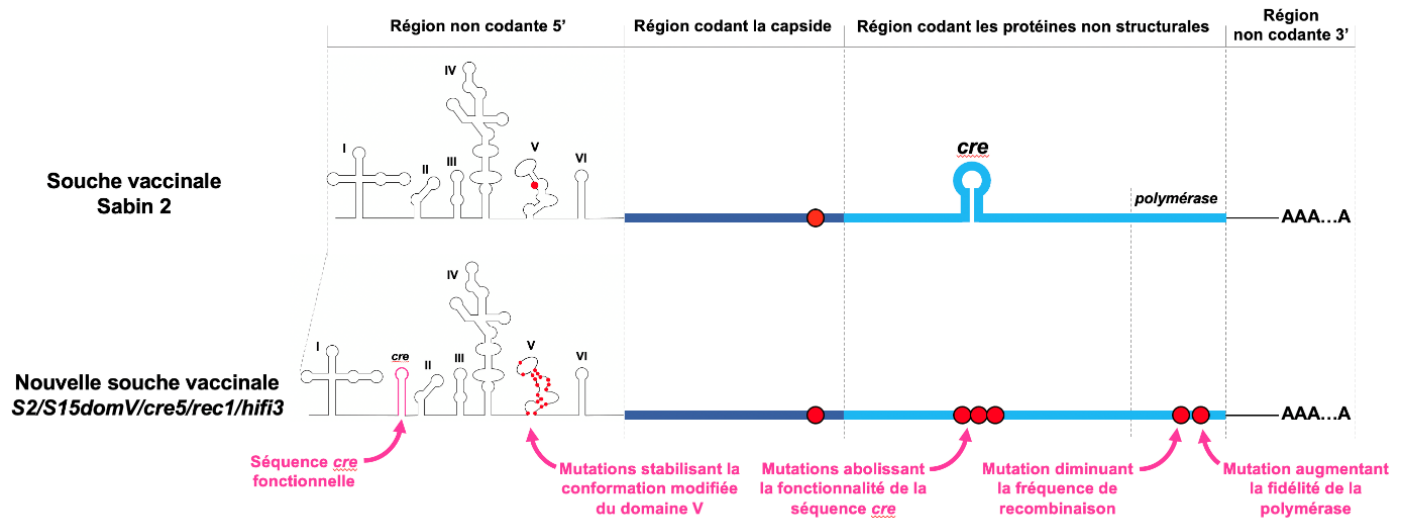 Région non codante 5’
Région codant la capside
Région codant les protéines non structurales
Région
non codante 3’
Souche vaccinale
Sabin 2
I
II
III
IV
V
VI
cre
polymérase
AAA...A
Nouvelle souche vaccinale
S2/S15domV/cre5/rec1/hifi3
I
cre
II
III
IV
V
VI
AAA...A
Séquence cre
fonctionnelle
Mutations stabilisant la
conformation modifiée
du domaine V
Mutations abolissant
la fonctionnalité de la
séquence cre
Mutation diminuant
la fréquence de
recombinaison
Mutation augmentant
la fidélité de la
polymérase